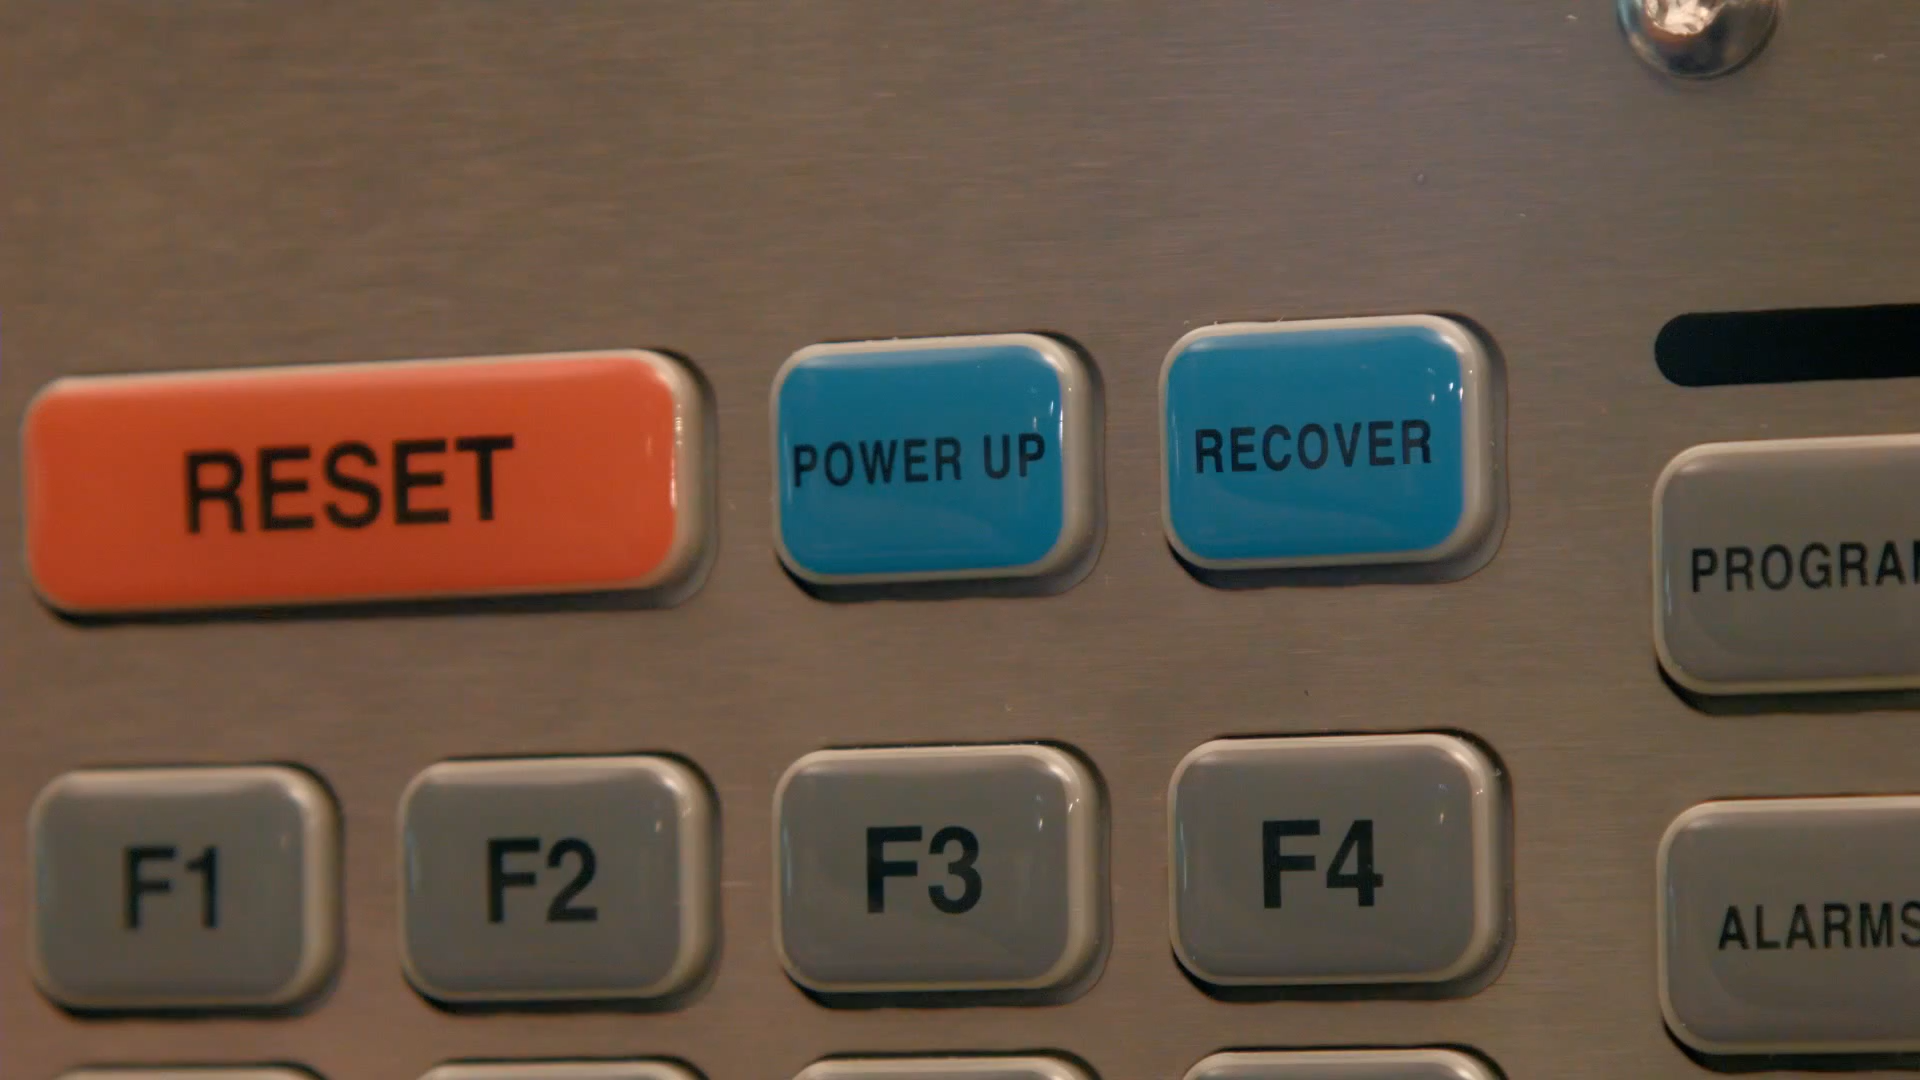 RESET
POWER UP
RECOVER
PROGRA
F1
F2
F3
F4
ALARMS